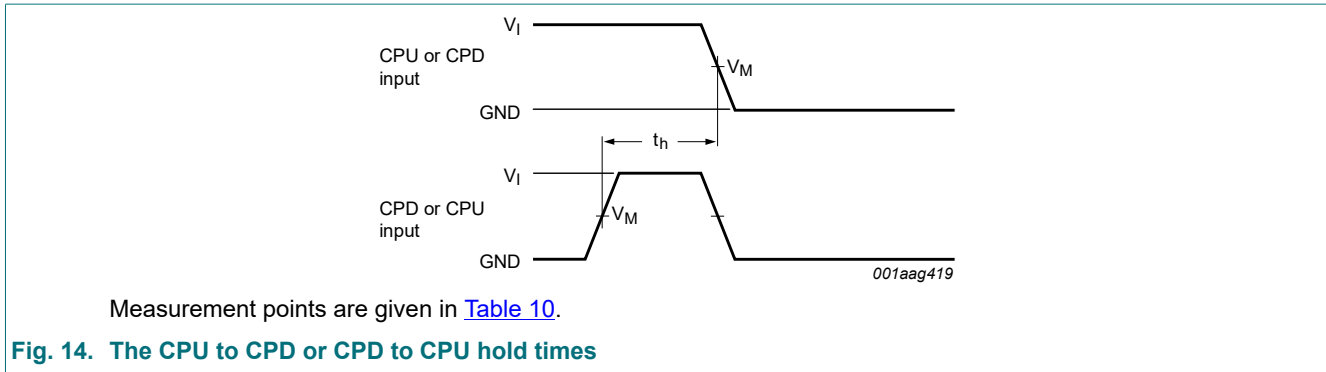 V_I
CPU or CPD
input
V_M
GND
t_h
V_I
CPD or CPU
input
V_M
GND
001aag419
Measurement points are given in Table 10.
Fig. 14. The CPU to CPD or CPD to CPU hold times